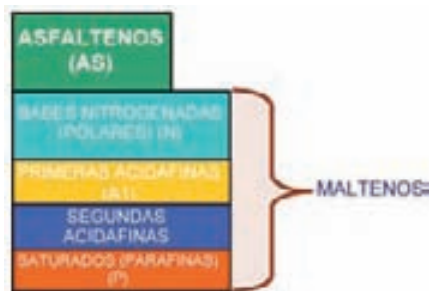 ASFALTENOS
(AS)
BASES NITROGENADAS
(POLARES) (N)
PRIMERAS ACIDAFINAS
(A1)
SEGUNDAS
ACIDAFINAS
SATURADOS (PARAFINAS)
(P)
MALTENOS=